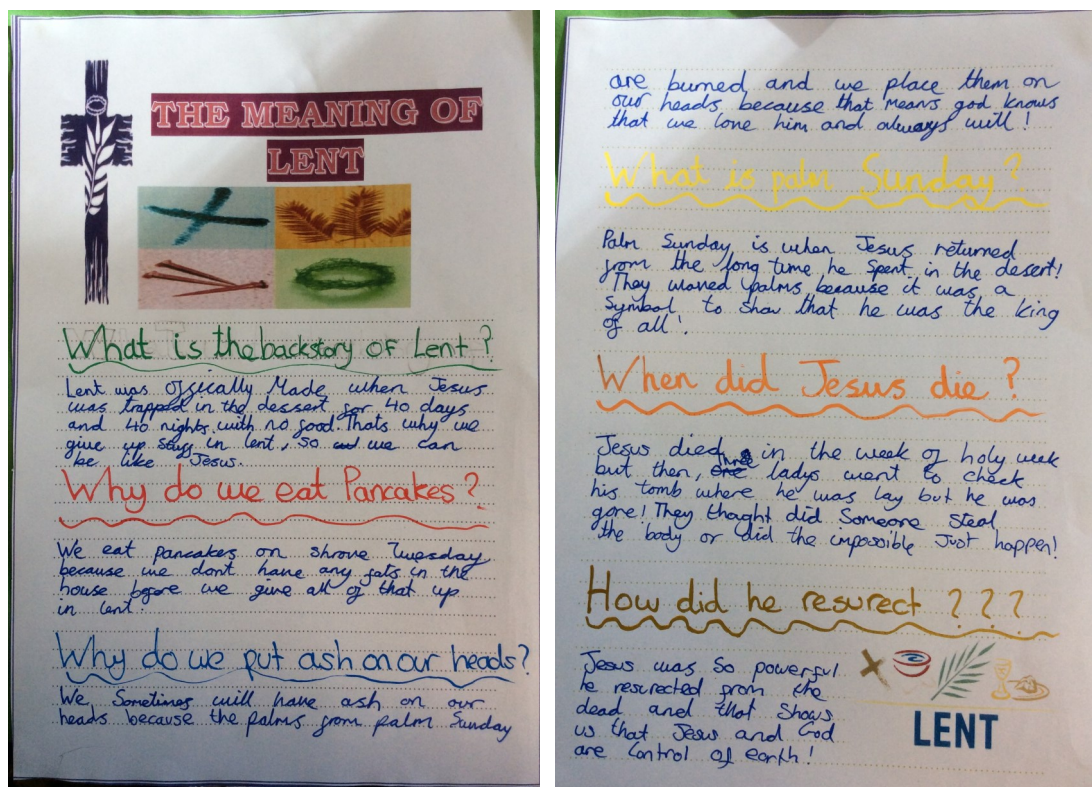 THE MEANING OF
LENT
What is the backstory of Lent?
Lent was offically Made when Jesus
was trapped in the dessert for 40 days
and 40 nights with no food. Thats why we
give up stuff in lent, so we can
be like Jesus.
Why do we eat Pancakes?
We eat pancakes on shrove Tuesday
because we don't have any fats in the
house before we give all of that up
in lent.
Why do we put ash on our heads?
We Sometimes will have ash on our
heads because the palms from palm Sunday
are burned and we place them on
our heads because that means god knows
that we love him and always will!
What is palm Sunday?
Palm Sunday is when Jesus returned
from the long time he spent in the desert!
They waved palms because it was a
symbol to show that he was the king
of all!
When did Jesus die?
Jesus died in the week of holy week
but then, three ladys went to check
his tomb where he was lay but he was
gone! They thought did Someone steal
the body or did the impossible Just happen!
How did he resurect ???
Jesus was so powerful
he resurected from the
dead and that shows
us that Jesus and God
are control of earth!
LENT